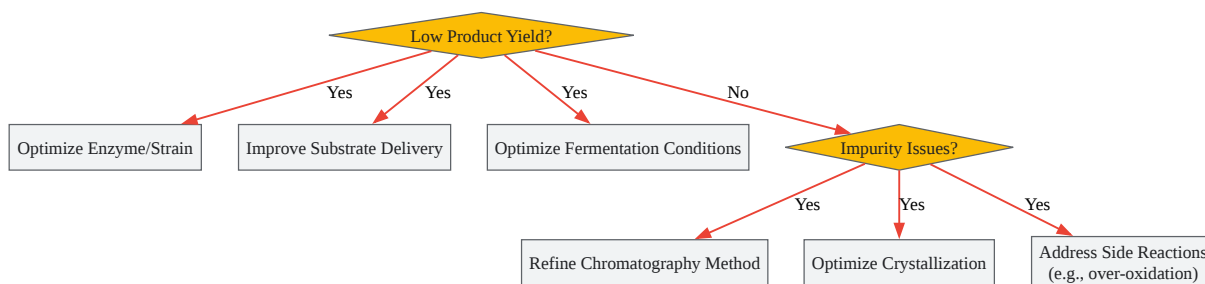 Low Product Yield?
Yes
Yes
Yes
No
Optimize Enzyme/Strain
Improve Substrate Delivery
Optimize Fermentation Conditions
Impurity Issues?
Yes
Yes
Yes
Refine Chromatography Method
Optimize Crystallization
Address Side Reactions
(e.g., over-oxidation)